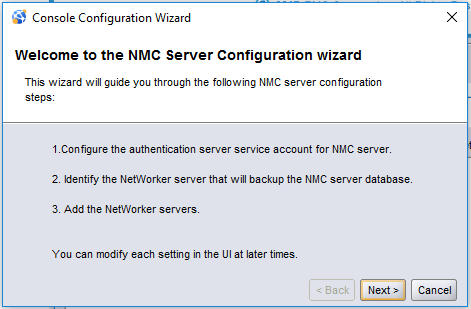 Console Configuration Wizard
Welcome to the NMC Server Configuration wizard
This wizard will guide you through the following NMC server configuration
steps:
1.Configure the authentication server service account for NMC server.
2. Identify the NetWorker server that will backup the NMC server database.
3. Add the NetWorker servers.
You can modify each setting in the UI at later times.
< Back
Next >
Cancel